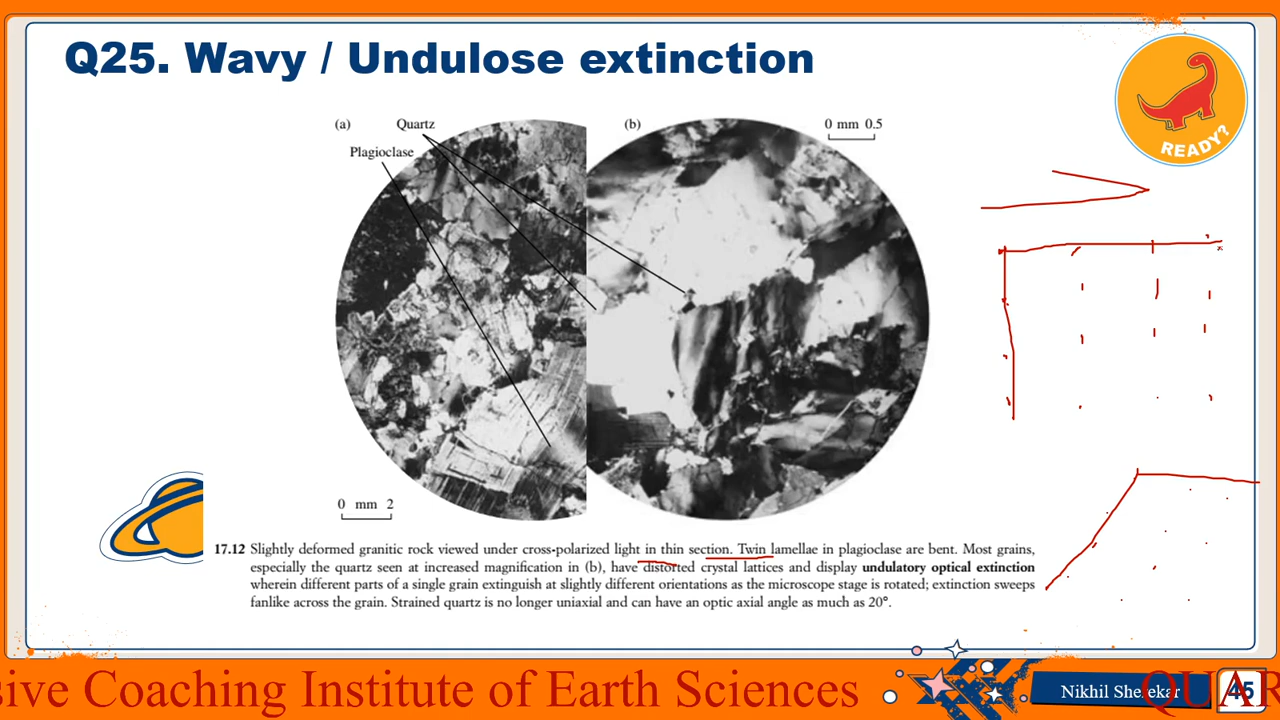 Q25. Wavy / Undulose extinction
READY?
(a) Quartz (b) 0 mm 0.5
Plagioclase
0 mm 2
17.12 Slightly deformed granitic rock viewed under cross-polarized light in thin section. Twin lamellae in plagioclase are bent. Most grains,
especially the quartz seen at increased magnification in (b), have distorted crystal lattices and display undulatory optical extinction
wherein different parts of a single grain extinguish at slightly different orientations as the microscope stage is rotated; extinction sweeps
fanlike across the grain. Strained quartz is no longer uniaxial and can have an optic axial angle as much as 20°.
sive Coaching Institute of Earth Sciences
Nikhil Sherekar
QUAR
45